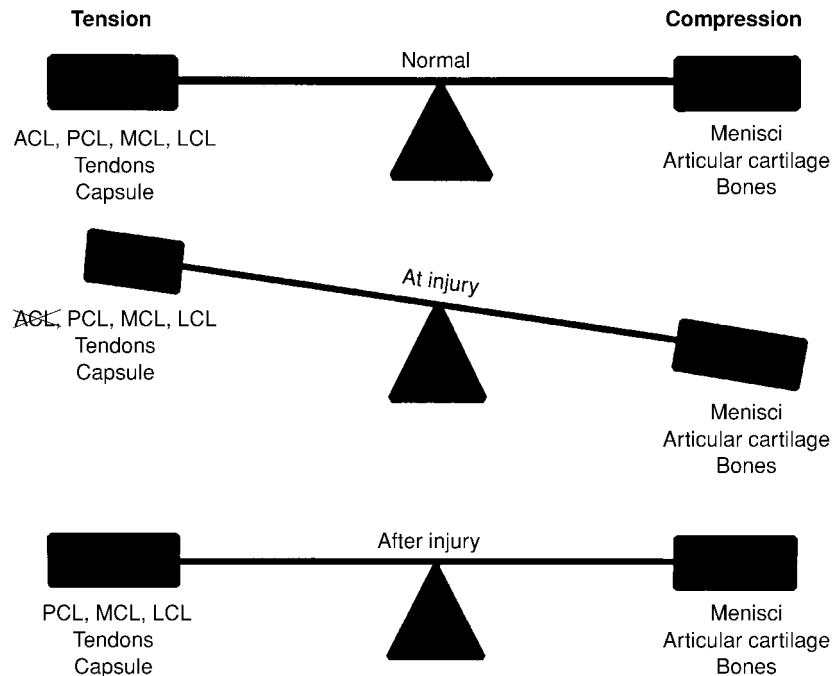 Tension
Compression
Normal
ACL, PCL, MCL, LCL
Tendons
Capsule
Menisci
Articular cartilage
Bones
At injury
ACL, PCL, MCL, LCL
Tendons
Capsule
Menisci
Articular cartilage
Bones
After injury
PCL, MCL, LCL
Tendons
Capsule
Menisci
Articular cartilage
Bones